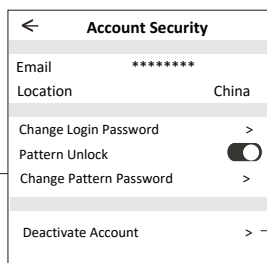 Account Security
Email ********
Location China
Change Login Password >
Pattern Unlock
Change Pattern Password >
Deactivate Account >